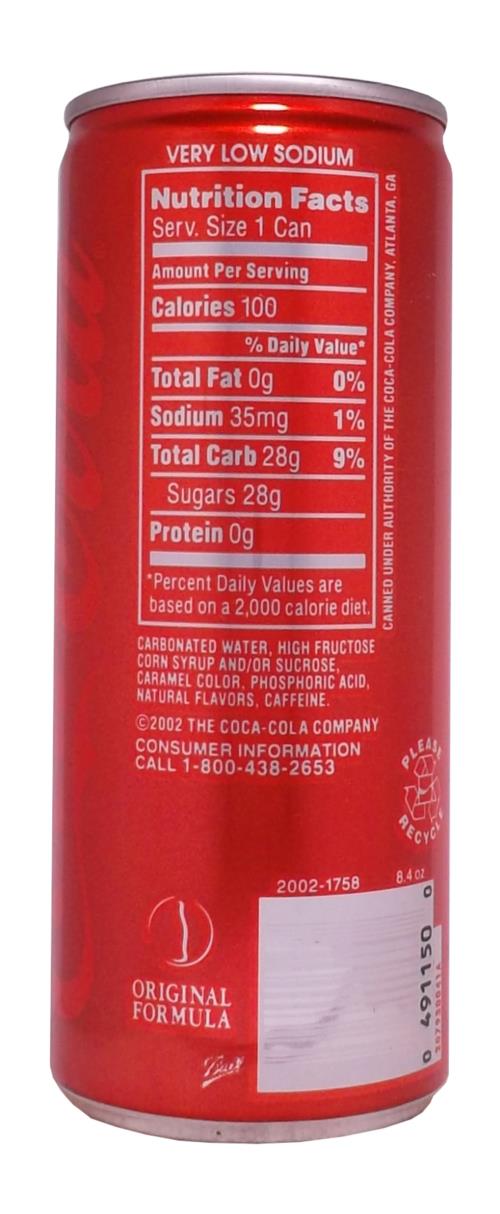 VERY LOW SODIUM
Nutrition Facts
Serv. Size 1 Can
Amount Per Serving
Calories 100
% Daily Value*
Total Fat 0g 0%
Sodium 35mg 1%
Total Carb 28g 9%
Sugars 28g
Protein 0g
*Percent Daily Values are
based on a 2,000 calorie diet.
CANNED UNDER AUTHORITY OF THE COCA-COLA COMPANY, ATLANTA, GA
CARBONATED WATER, HIGH FRUCTOSE
CORN SYRUP AND/OR SUCROSE,
CARAMEL COLOR, PHOSPHORIC ACID,
NATURAL FLAVORS, CAFFEINE.
©2002 THE COCA-COLA COMPANY
CONSUMER INFORMATION
CALL 1-800-438-2653
PLEASE
RECYCLE
2002-1758
8.4 oz
0 491150 0
ORIGINAL
FORMULA
Ball